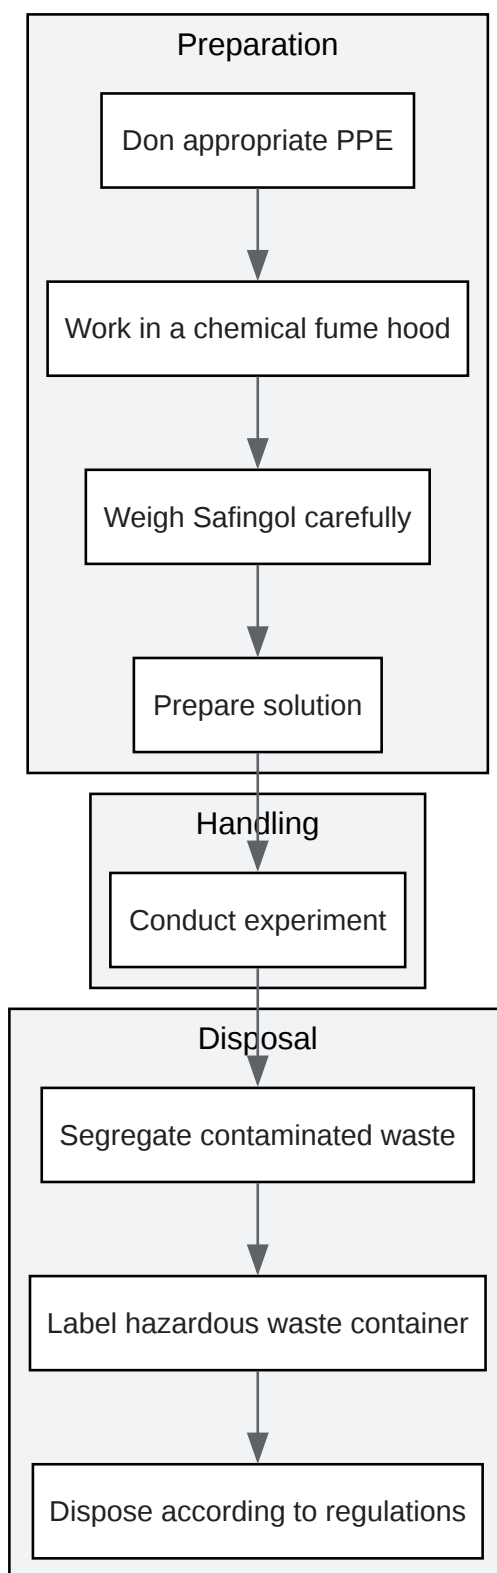 Preparation
Don appropriate PPE
Work in a chemical fume hood
Weigh Safingol carefully
Prepare solution
Handling
Conduct experiment
Disposal
Segregate contaminated waste
Label hazardous waste container
Dispose according to regulations